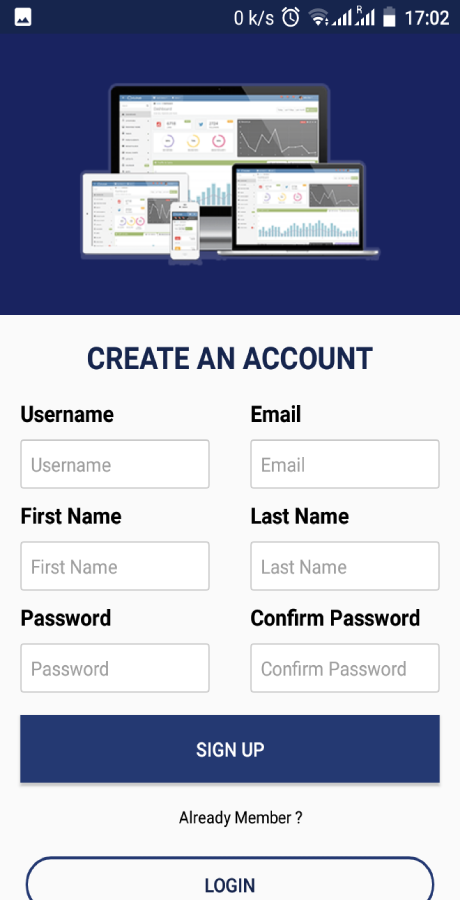 0 k/s R 17:02
CREATE AN ACCOUNT
Username Email
Username Email
First Name Last Name
First Name Last Name
Password Confirm Password
Password Confirm Password
SIGN UP
Already Member ?
LOGIN